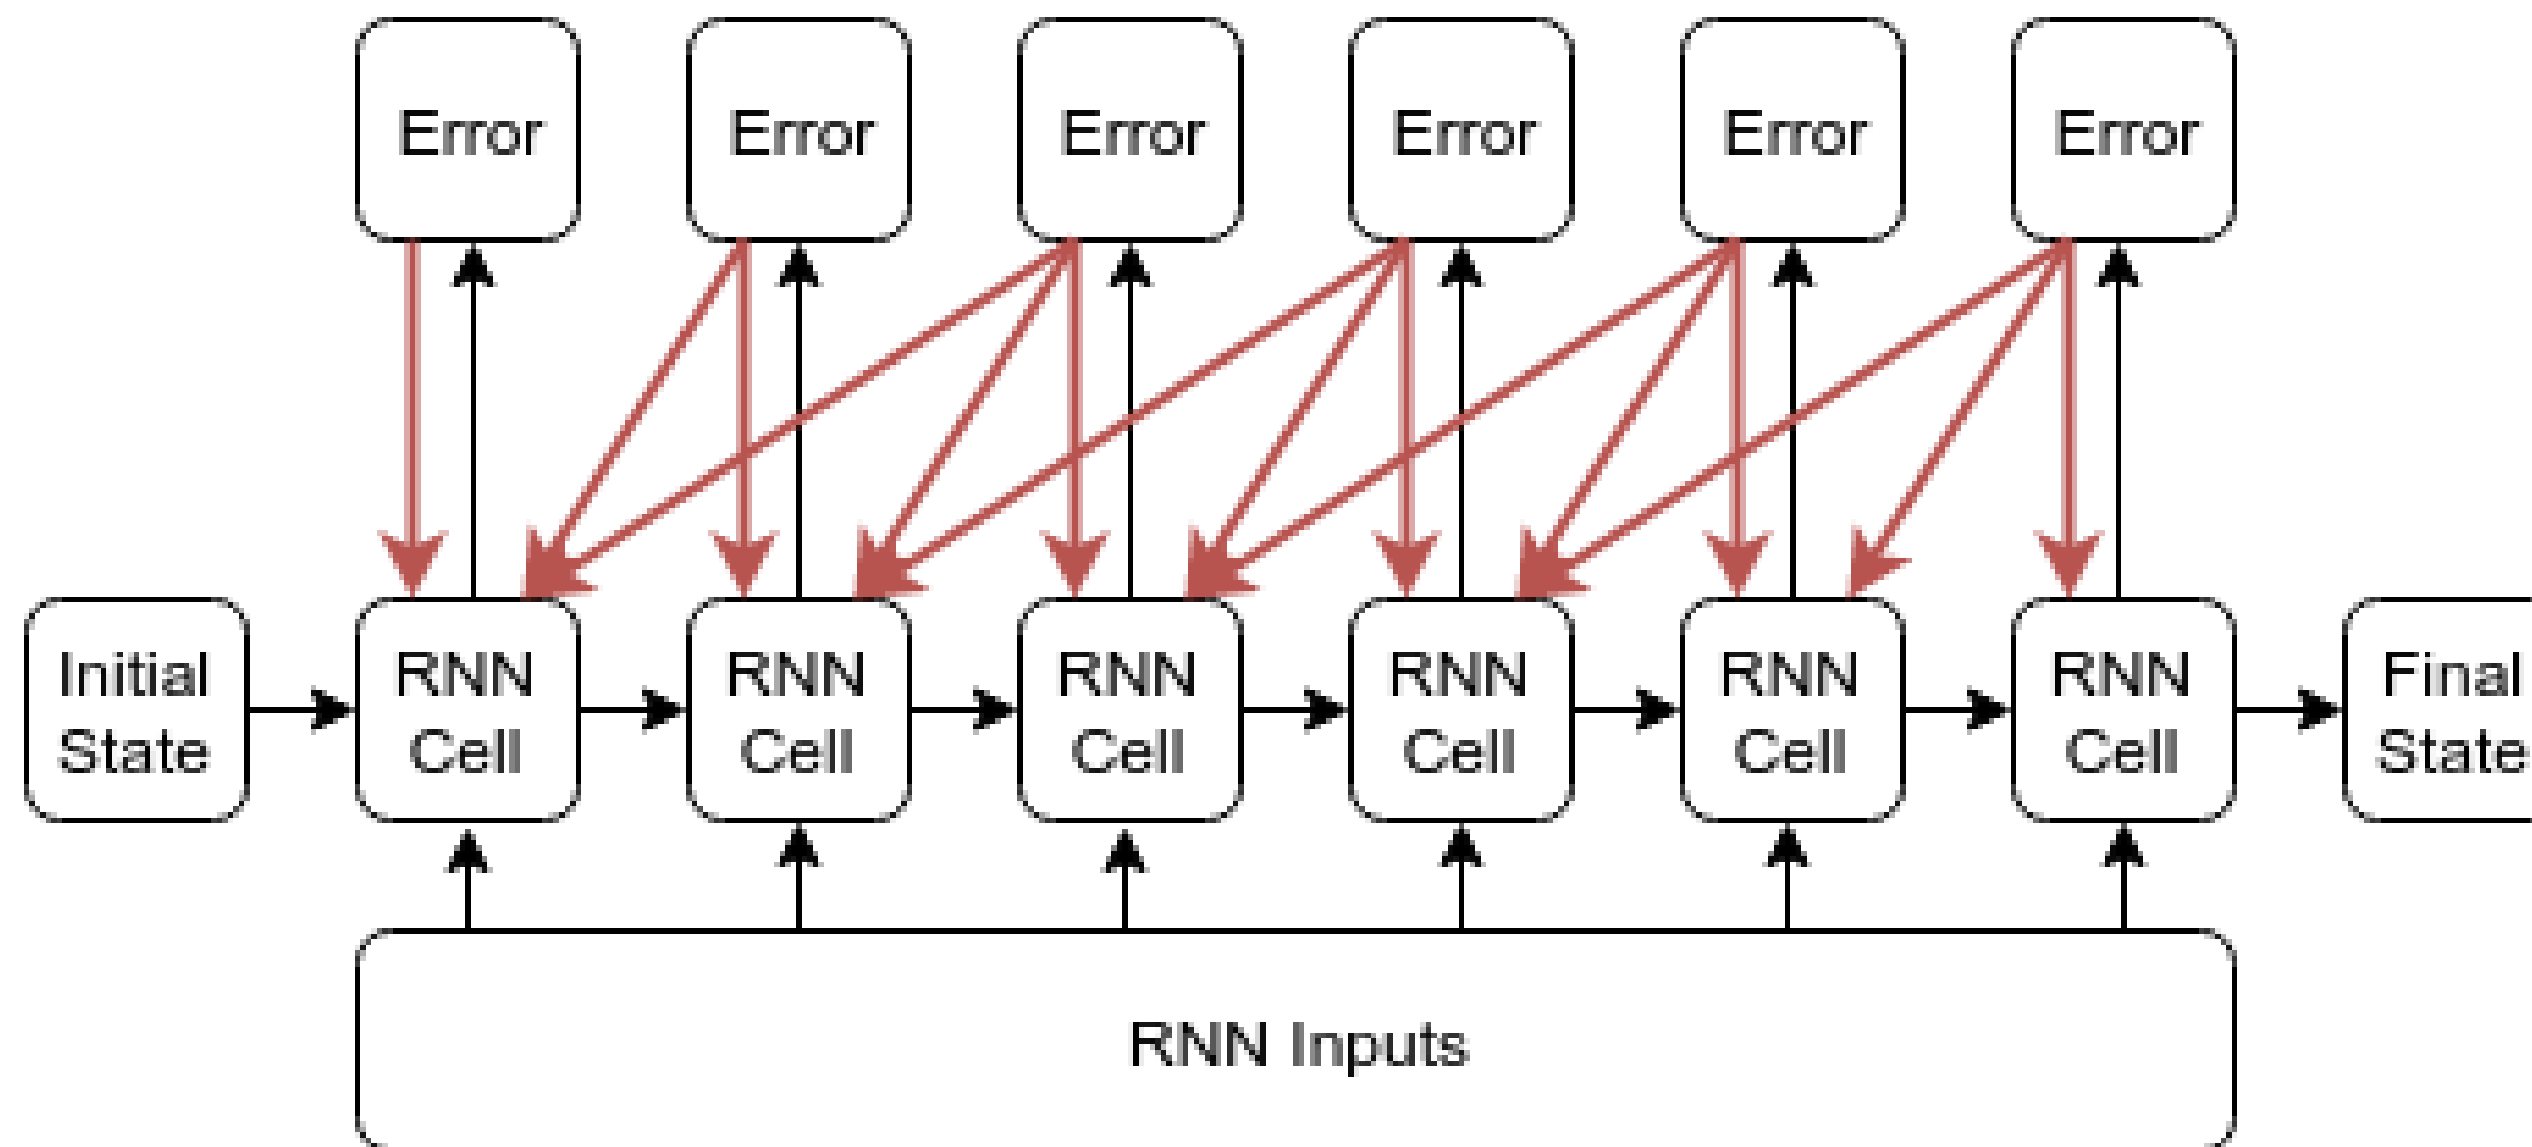 Error
Error
Error
Error
Error
Error
Initial
State
RNN
Cell
RNN
Cell
RNN
Cell
RNN
Cell
RNN
Cell
RNN
Cell
Final
State
RNN Inputs